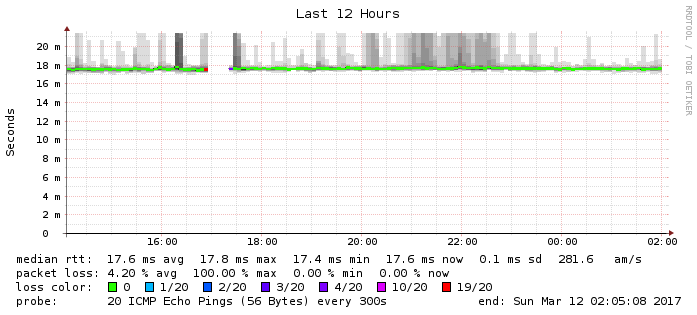 Last 12 Hours
RRDTOOL / TOBI OETIKER
Seconds
20 m
18 m
16 m
14 m
12 m
10 m
8 m
6 m
4 m
2 m
0
16:00 18:00 20:00 22:00 00:00 02:00
median rtt: 17.6 ms avg 17.8 ms max 17.4 ms min 17.6 ms now 0.1 ms sd 281.6 am/s
packet loss: 4.20 % avg 100.00 % max 0.00 % min 0.00 % now
loss color: 0 1/20 2/20 3/20 4/20 10/20 19/20
probe: 20 ICMP Echo Pings (56 Bytes) every 300s end: Sun Mar 12 02:05:08 2017